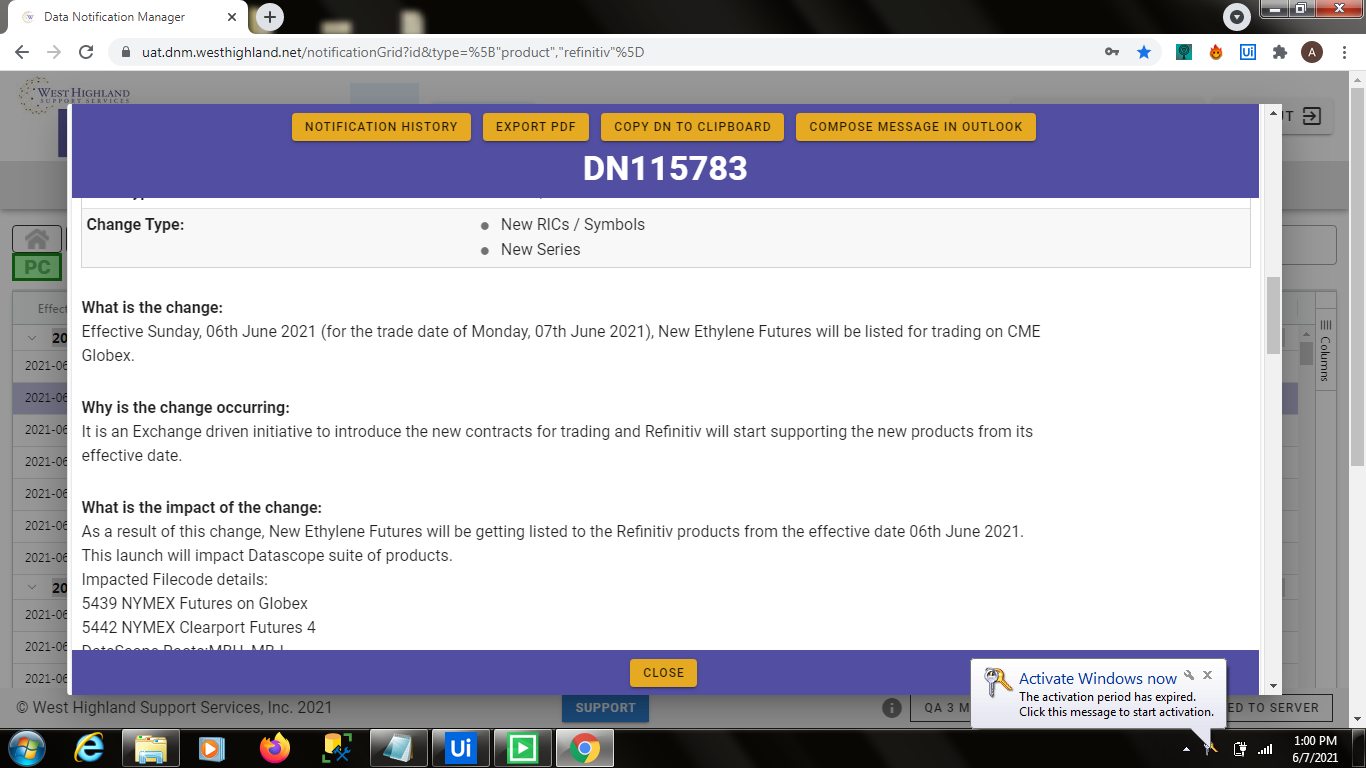 Data Notification Manager
uat.dnm.westhighland.net/notificationGrid?id&type=%5B"product","refinitiv"%5D
A
WEST HIGHLAND
SUPPORT SERVICES
NOTIFICATION HISTORY
EXPORT PDF
COPY DN TO CLIPBOARD
COMPOSE MESSAGE IN OUTLOOK
DN115783
Change Type:
New RICs / Symbols
New Series
PC
What is the change:
Effective Sunday, 06th June 2021 (for the trade date of Monday, 07th June 2021), New Ethylene Futures will be listed for trading on CME
Globex.
Why is the change occurring:
It is an Exchange driven initiative to introduce the new contracts for trading and Refinitiv will start supporting the new products from its
effective date.
What is the impact of the change:
As a result of this change, New Ethylene Futures will be getting listed to the Refinitiv products from the effective date 06th June 2021.
This launch will impact Datascope suite of products.
Impacted Filecode details:
5439 NYMEX Futures on Globex
5442 NYMEX Clearport Futures 4
Effect
20
2021-06
2021-06
2021-06
2021-06
2021-06
2021-06
2021-06
20
2021-06
2021-06
2021-06
Columns
CLOSE
Activate Windows now
The activation period has expired.
Click this message to start activation.
© West Highland Support Services, Inc. 2021
SUPPORT
QA 3 M
ED TO SERVER
Ui
Ui
1:00 PM
6/7/2021